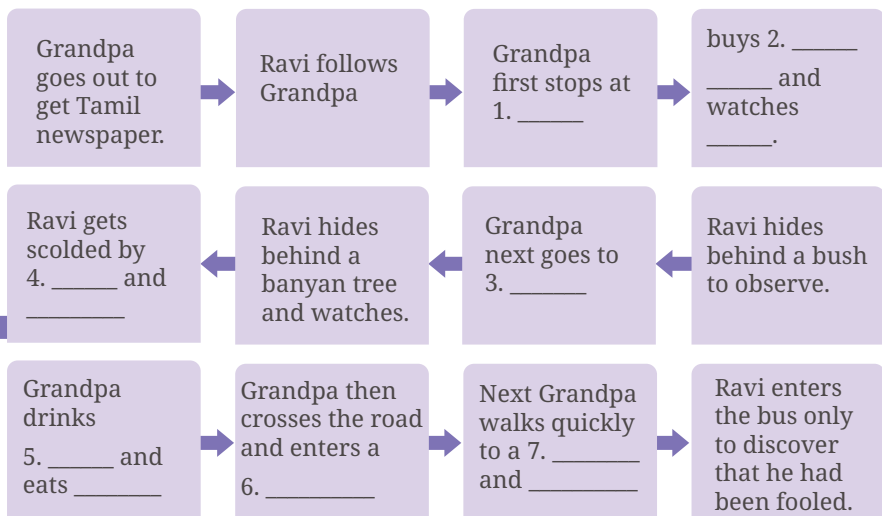 Grandpa
goes out to
get Tamil
newspaper.
Ravi follows
Grandpa
Grandpa
first stops at
1. ______
buys 2. ______
______ and
watches
______.
Ravi hides
behind a bush
to observe.
Grandpa
next goes to
3. _______
Ravi hides
behind a
banyan tree
and watches.
Ravi gets
scolded by
4. ______ and
_________
Grandpa
drinks
5. ______ and
eats ________
Grandpa then
crosses the road
and enters a
6. __________
Next Grandpa
walks quickly
to a 7. ________
and __________
Ravi enters
the bus only
to discover
that he had
been fooled.